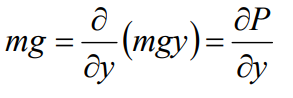 mg = ∂/∂y (mgy) = ∂P/∂y